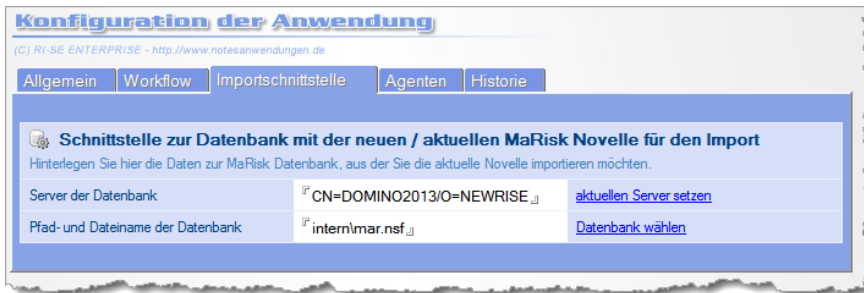 Konfiguration der Anwendung
(C) RI-SE ENTERPRISE - http://www.notesanwendungen.de
Allgemein Workflow Importschnittstelle Agenten Historie
Schnittstelle zur Datenbank mit der neuen / aktuellen MaRisk Novelle für den Import
Hinterlegen Sie hier die Daten zur MaRisk Datenbank, aus der Sie die aktuelle Novelle importieren möchten.
Server der Datenbank CN=DOMINO2013/O=NEWRISE aktuellen Server setzen
Pfad- und Dateiname der Datenbank intern\mar.nsf Datenbank wählen